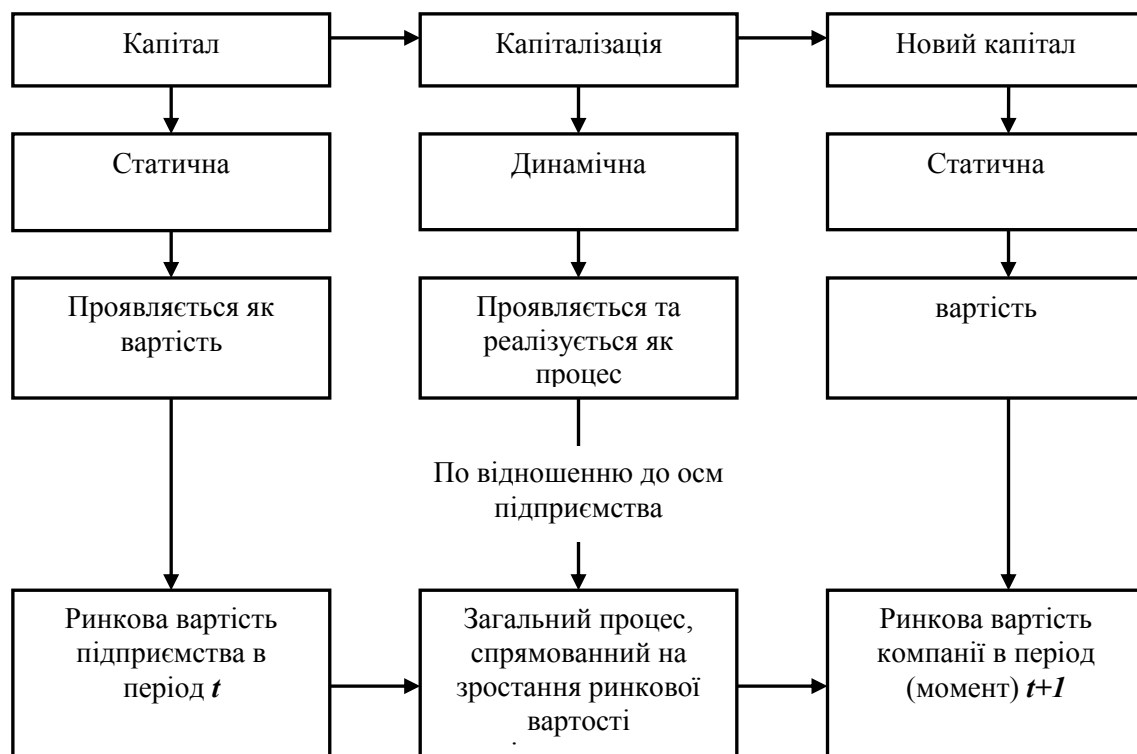 Капітал
Капіталізація
Новий капітал
Статична
Динамічна
Статична
Проявляється як
вартість
Проявляється та
реалізується як
процес
вартість
По відношенню до осм
підприємства
Ринкова вартість
підприємства в
період t
Загальний процес,
спрямованний на
зростання ринкової
вартості
Ринкова вартість
компанії в період
(момент) t+1